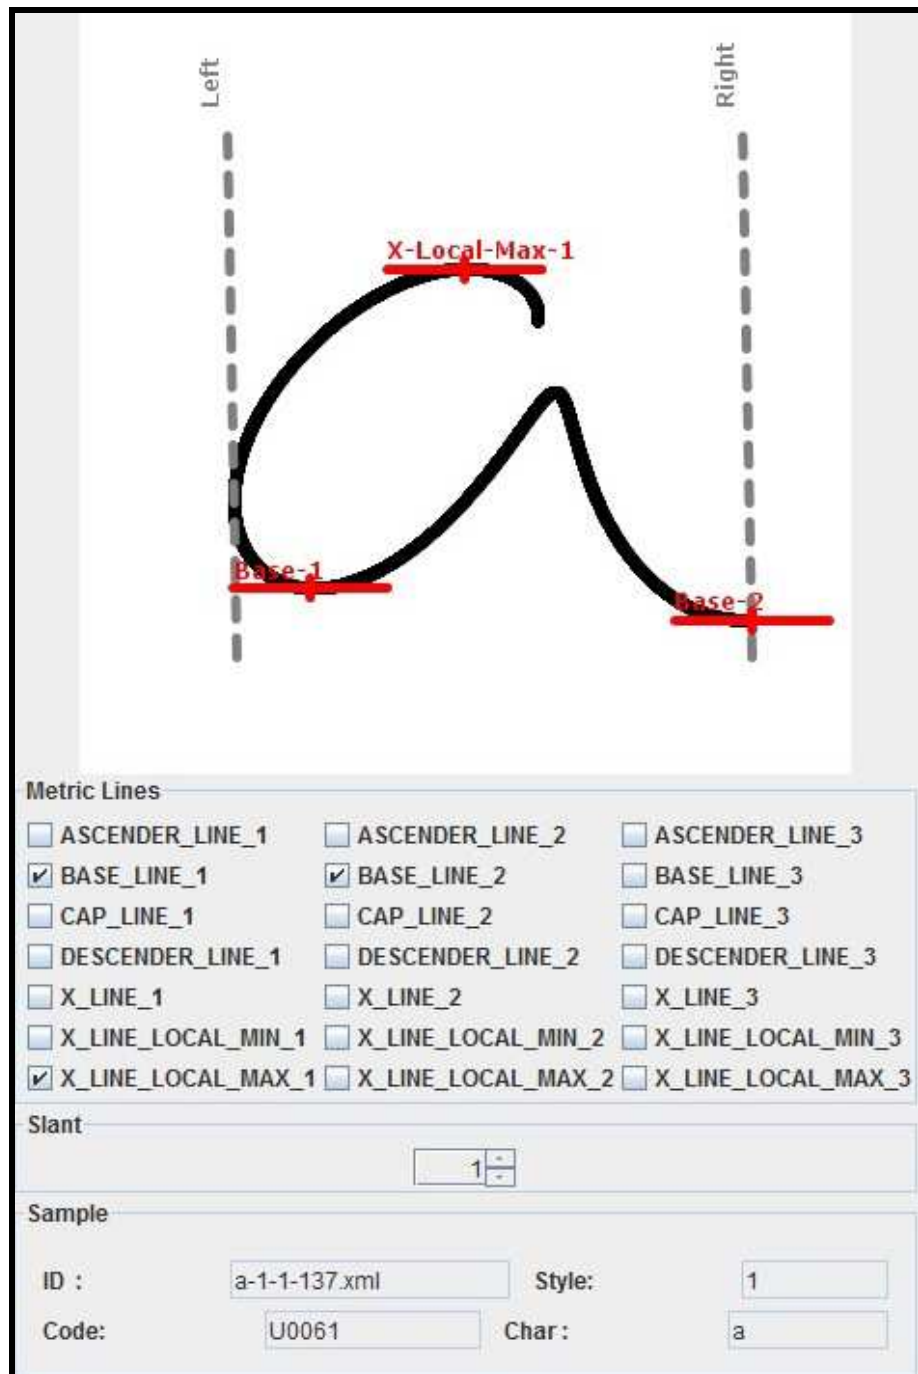 Left
Right
X-Local-Max-1
Base-1
Base-2
Metric Lines
ASCENDER_LINE_1 ASCENDER_LINE_2 ASCENDER_LINE_3
BASE_LINE_1 BASE_LINE_2 BASE_LINE_3
CAP_LINE_1 CAP_LINE_2 CAP_LINE_3
DESCENDER_LINE_1 DESCENDER_LINE_2 DESCENDER_LINE_3
X_LINE_1 X_LINE_2 X_LINE_3
X_LINE_LOCAL_MIN_1 X_LINE_LOCAL_MIN_2 X_LINE_LOCAL_MIN_3
X_LINE_LOCAL_MAX_1 X_LINE_LOCAL_MAX_2 X_LINE_LOCAL_MAX_3
Slant
1
Sample
ID : a-1-1-137.xml Style: 1
Code: U0061 Char : a